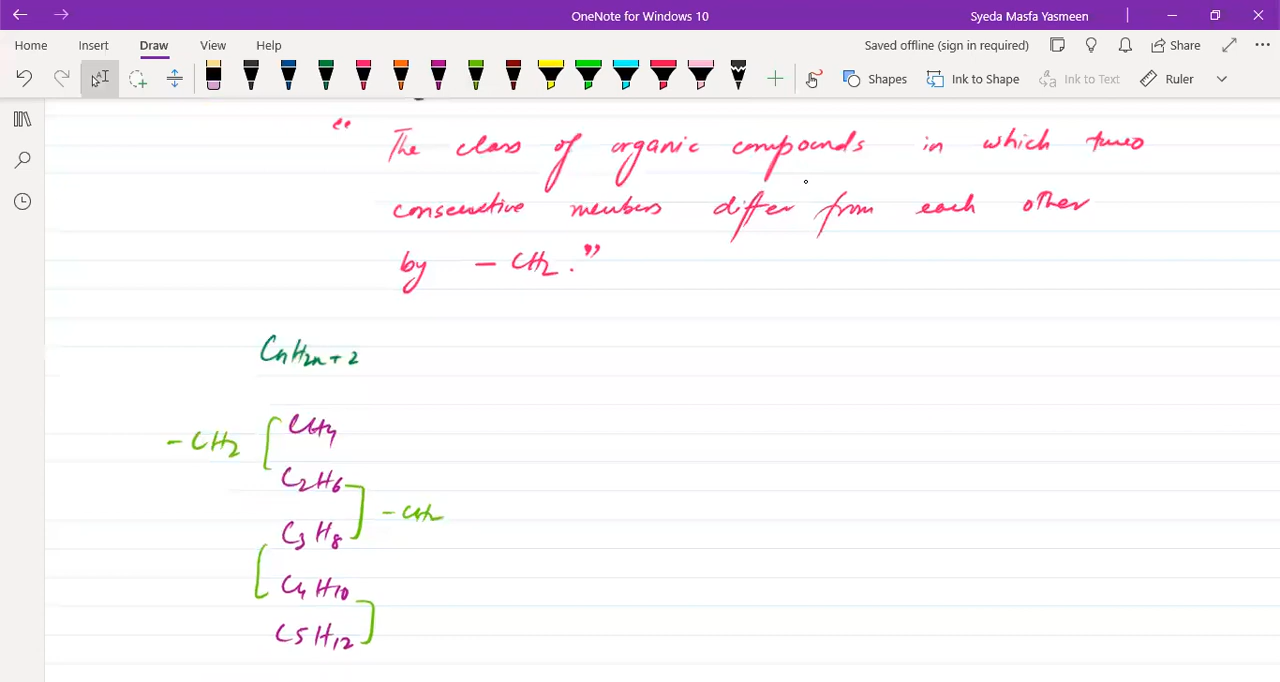 OneNote for Windows 10
Syeda Masfa Yasmeen
Home Insert Draw View Help
Saved offline (sign in required) Share
Shapes Ink to Shape Ink to Text Ruler
“ The class of organic compounds in which two
consecutive members differ from each other
by - CH2 . ”
CnH2n+2
CH4
- CH2
C2H6
- CH2
C3H8
C4H10
C5H12